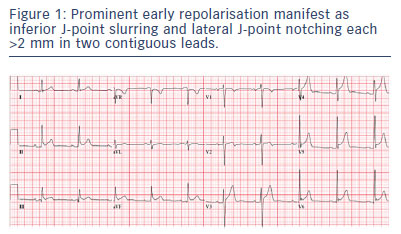 Figure 1: Prominent early repolarisation manifest as
inferior J-point slurring and lateral J-point notching each
>2 mm in two contiguous leads.
I aVR V1 V4
II aVL V2 V5
III aVF V3 V6